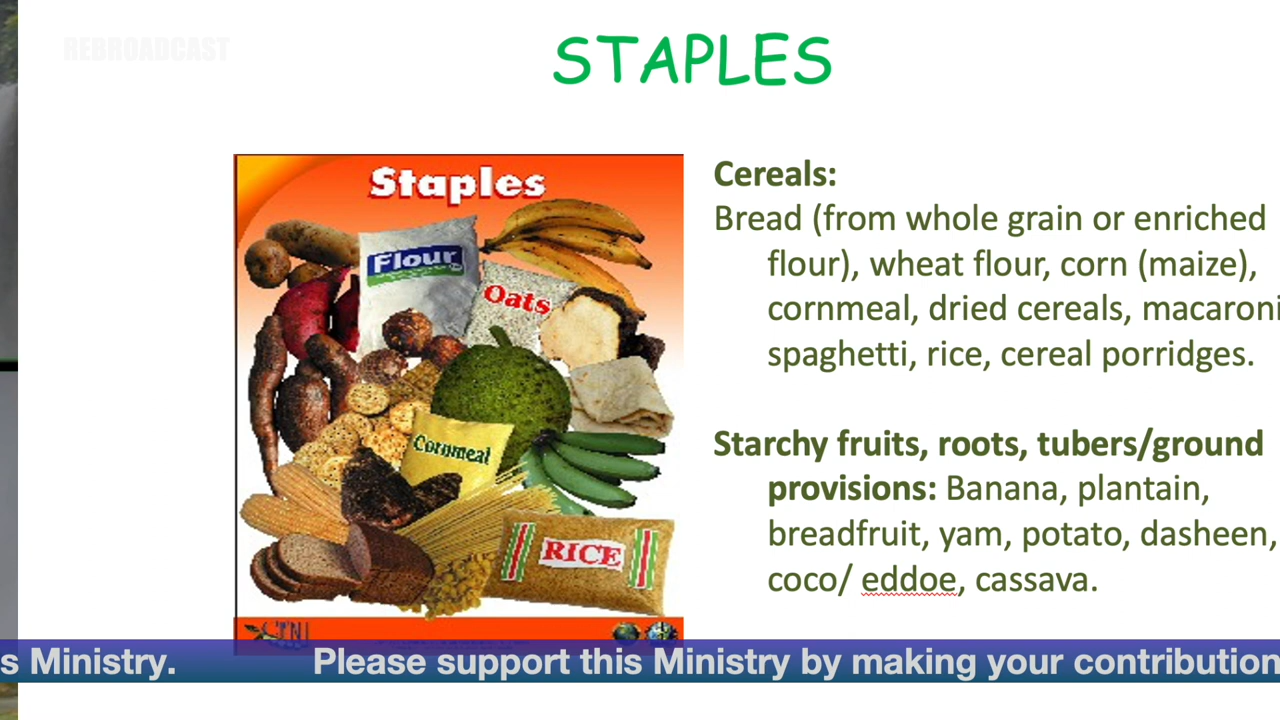 REBROADCAST
STAPLES
Staples
Flour
Oats
Cornmeal
RICE
Cereals:
Bread (from whole grain or enriched
flour), wheat flour, corn (maize),
cornmeal, dried cereals, macaroni
spaghetti, rice, cereal porridges.
Starchy fruits, roots, tubers/ground
provisions: Banana, plantain,
breadfruit, yam, potato, dasheen,
coco/ eddoe, cassava.
s Ministry. Please support this Ministry by making your contribution